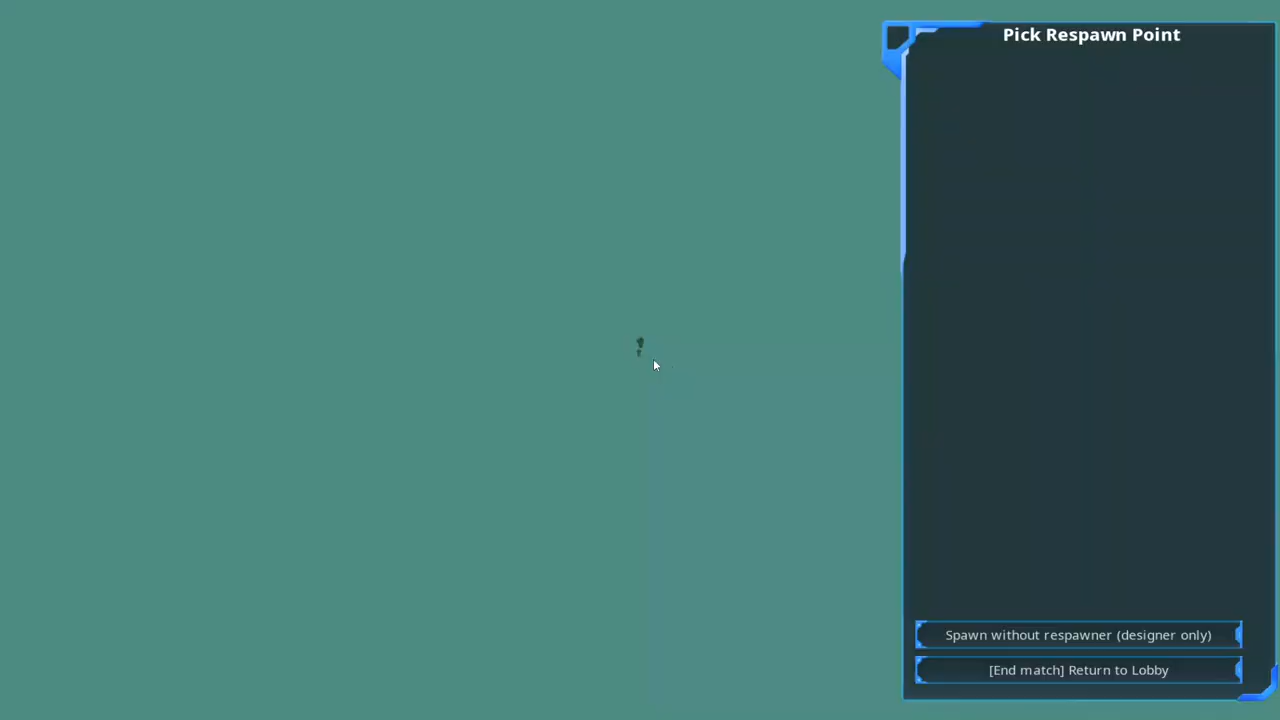 Pick Respawn Point
Spawn without respawner (designer only)
[End match] Return to Lobby